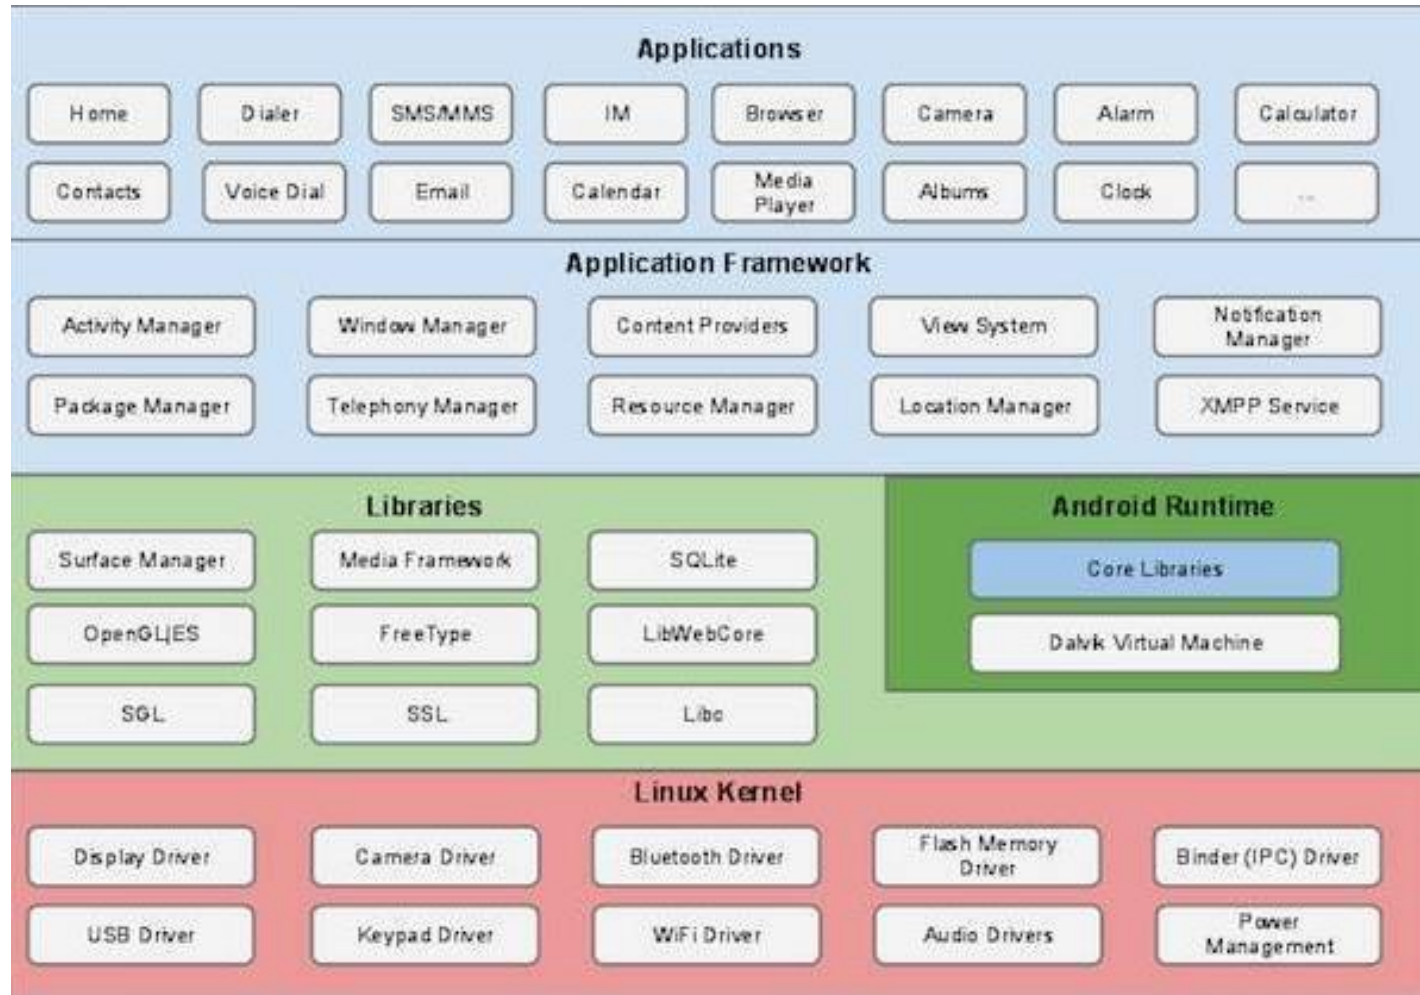 Applications
Home
Dialer
SMS/MMS
IM
Browser
Camera
Alarm
Calculator
Contacts
Voice Dial
Email
Calendar
Media
Player
Albums
Clock
...
Application Framework
Activity Manager
Window Manager
Content Providers
View System
Notification
Manager
Package Manager
Telephony Manager
Resource Manager
Location Manager
XMPP Service
Libraries
Surface Manager
Media Framework
SQLite
OpenGL|ES
FreeType
LibWebCore
SGL
SSL
Libc
Android Runtime
Core Libraries
Dalvik Virtual Machine
Linux Kernel
Display Driver
Camera Driver
Bluetooth Driver
Flash Memory
Driver
Binder (IPC) Driver
USB Driver
Keypad Driver
WiFi Driver
Audio Drivers
Power
Management